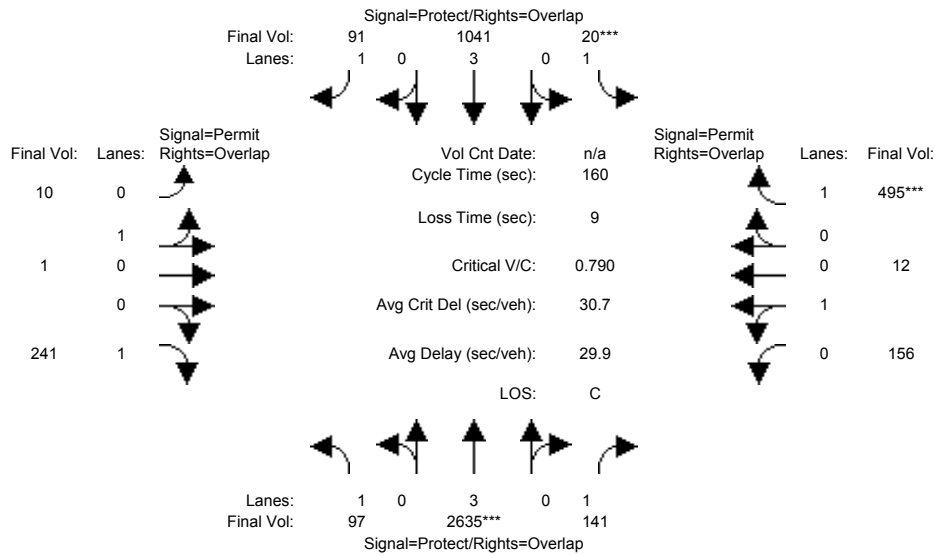 Signal=Protect/Rights=Overlap
Final Vol: 91 1041 20***
Lanes: 1 0 3 0 1
Signal=Permit Signal=Permit
Final Vol: Lanes: Rights=Overlap Vol Cnt Date: n/a Rights=Overlap Lanes: Final Vol:
Cycle Time (sec): 160
10 0 1 495***
Loss Time (sec): 9
1 0
1 0 Critical V/C: 0.790 0 12
0 Avg Crit Del (sec/veh): 30.7 1
241 1 Avg Delay (sec/veh): 29.9 0 156
LOS: C
Lanes: 1 0 3 0 1
Final Vol: 97 2635*** 141
Signal=Protect/Rights=Overlap